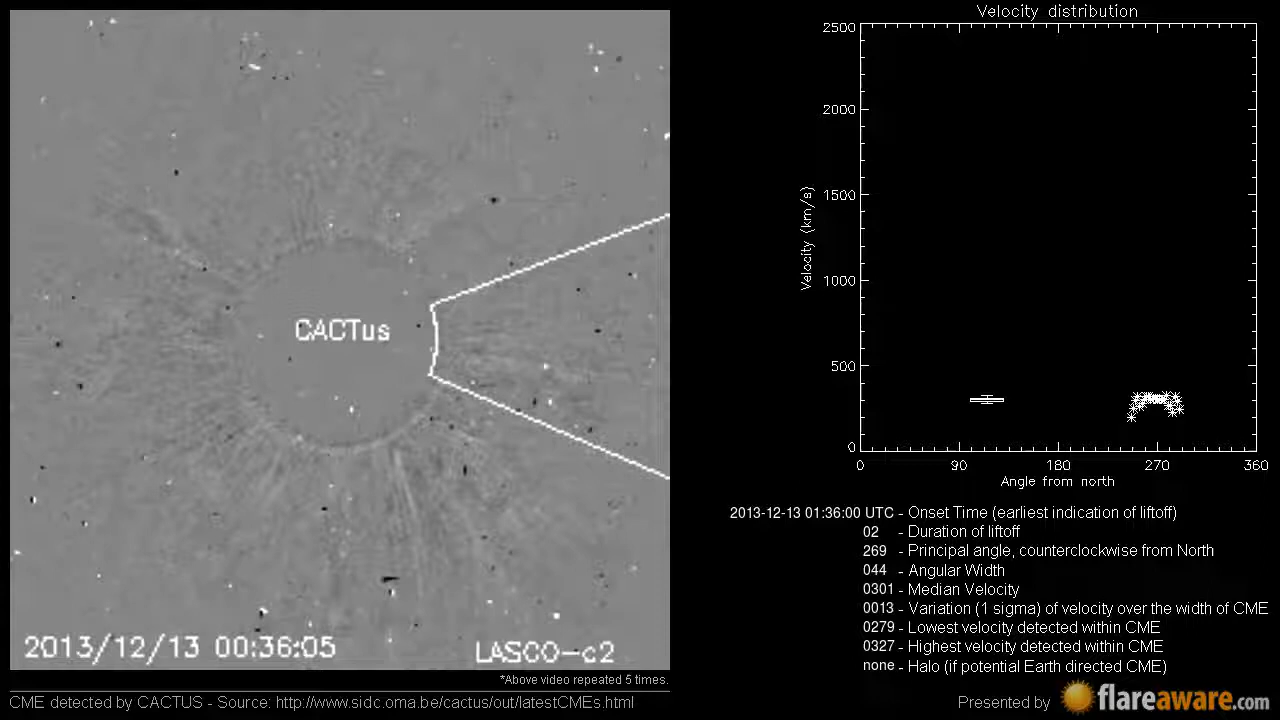 Velocity distribution
2500
2000
1500
1000
500
0
Velocity (km/s)
0 90 180 270 360
Angle from north
CACTus
2013/12/13 00:36:05
LASCO-c2
*Above video repeated 5 times.
CME detected by CACTUS - Source: http://www.sidc.oma.be/cactus/out/latestCMEs.html
2013-12-13 01:36:00 UTC - Onset Time (earliest indication of liftoff)
02 - Duration of liftoff
269 - Principal angle, counterclockwise from North
044 - Angular Width
0301 - Median Velocity
0013 - Variation (1 sigma) of velocity over the width of CME
0279 - Lowest velocity detected within CME
0327 - Highest velocity detected within CME
none - Halo (if potential Earth directed CME)
Presented by flareaware.com